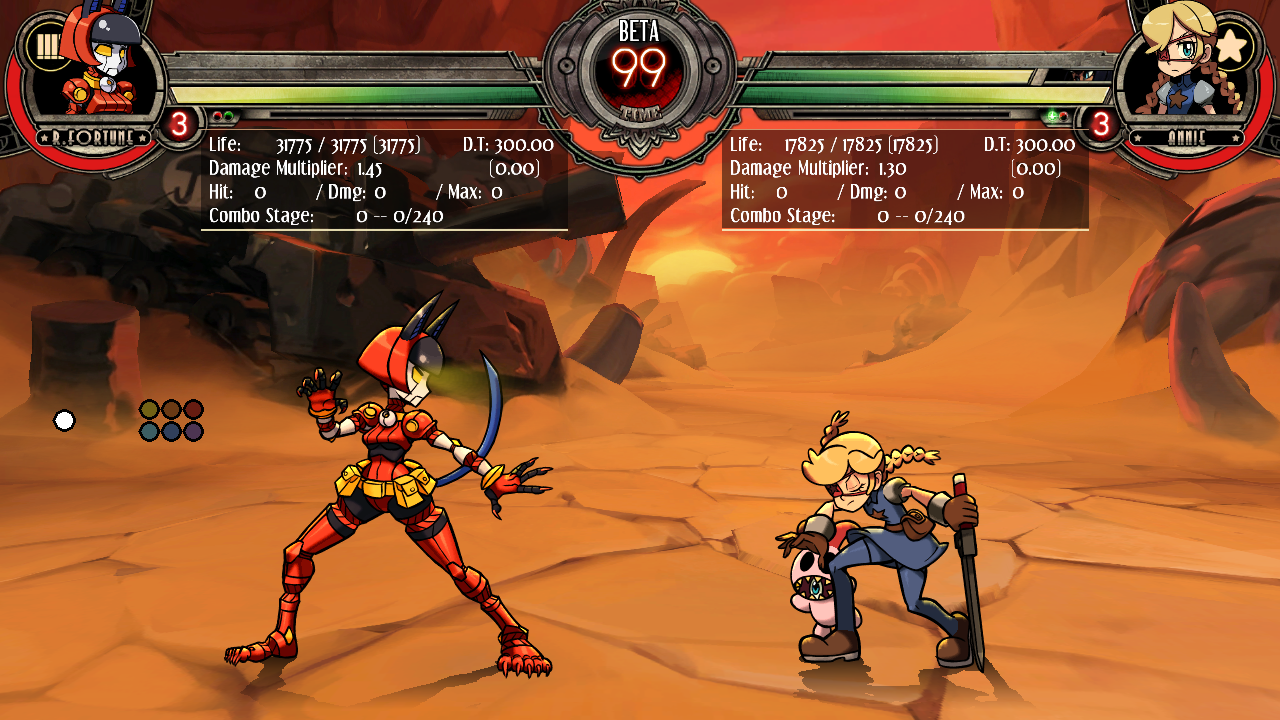 BETA
99
TIME
R. FORTUNE
3
3
ANNIE
Life: 31775 / 31775 (31775) D.T: 300.00
Damage Multiplier: 1.45 (0.00)
Hit: 0 / Dmg: 0 / Max: 0
Combo Stage: 0 -- 0/240
Life: 17825 / 17825 (17825) D.T: 300.00
Damage Multiplier: 1.30 (0.00)
Hit: 0 / Dmg: 0 / Max: 0
Combo Stage: 0 -- 0/240